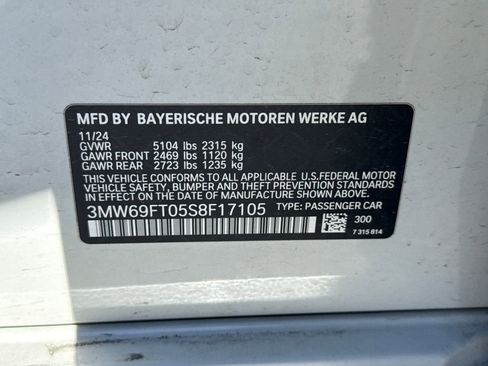 MFD BY BAYERISCHE MOTOREN WERKE AG
11/24
GVWR 5104 lbs 2315 kg
GAWR FRONT 2469 lbs 1120 kg
GAWR REAR 2723 lbs 1235 kg
THIS VEHICLE CONFORMS TO ALL APPLICABLE U.S.FEDERAL MOTOR
VEHICLE SAFETY, BUMPER, AND THEFT PREVENTION STANDARDS
IN EFFECT ON THE DATE OF MANUFACTURE SHOWN ABOVE.
3MW69FT05S8F17105 TYPE: PASSENGER CAR
300
7 315 814